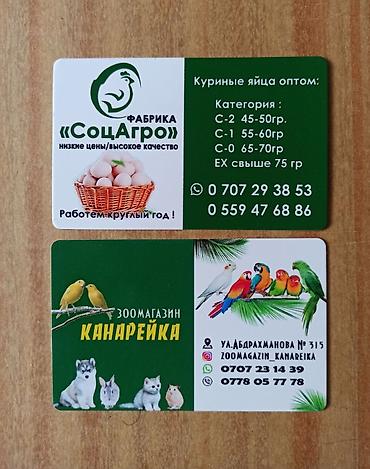 ФАБРИКА
«СоцАгро»
низкие цены/высокое качество
Работем круглый год !
Куриные яйца оптом:
Категория :
С-2 45-50гр.
С-1 55-60гр
С-0 65-70гр
ЕХ свыше 75 гр
0 707 29 38 53
0 559 47 68 86
ЗООМАГАЗИН
КАНАРЕЙКА
УЛ.АБДРАХМАНОВА № 315
ZOOMAGAZIN_KANAREIKA
0707 23 14 39
0778 05 77 78